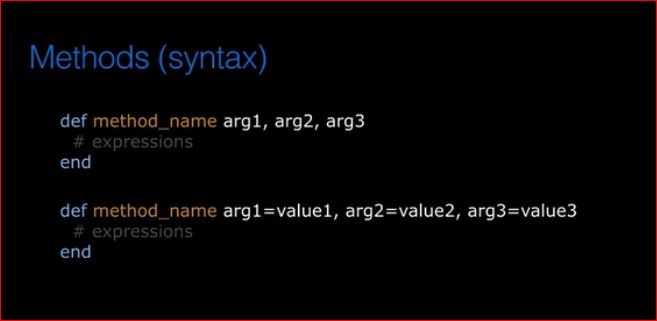 Methods (syntax)
def method_name arg1, arg2, arg3
# expressions
end
def method_name arg1=value1, arg2=value2, arg3=value3
# expressions
end